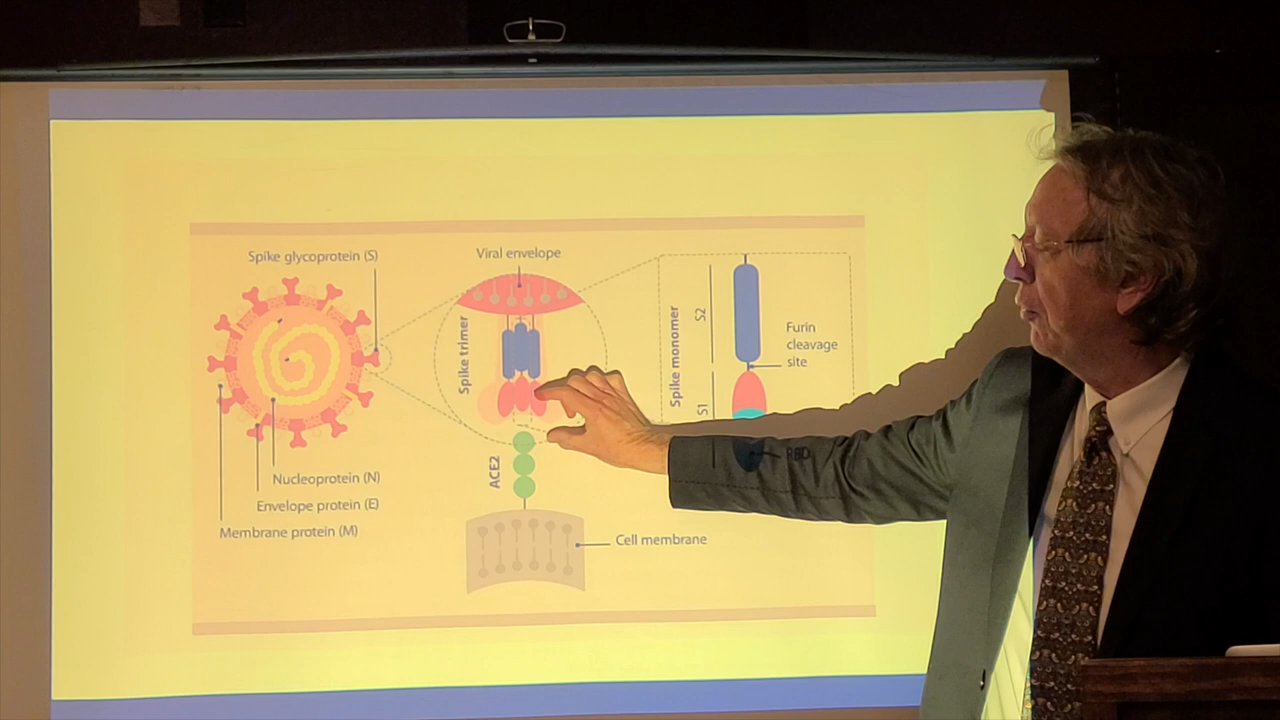 Spike glycoprotein (S)
Nucleoprotein (N)
Envelope protein (E)
Membrane protein (M)
Viral envelope
Spike trimer
ACE2
Cell membrane
Spike monomer
S2
S1
Furin
cleavage
site
RBD